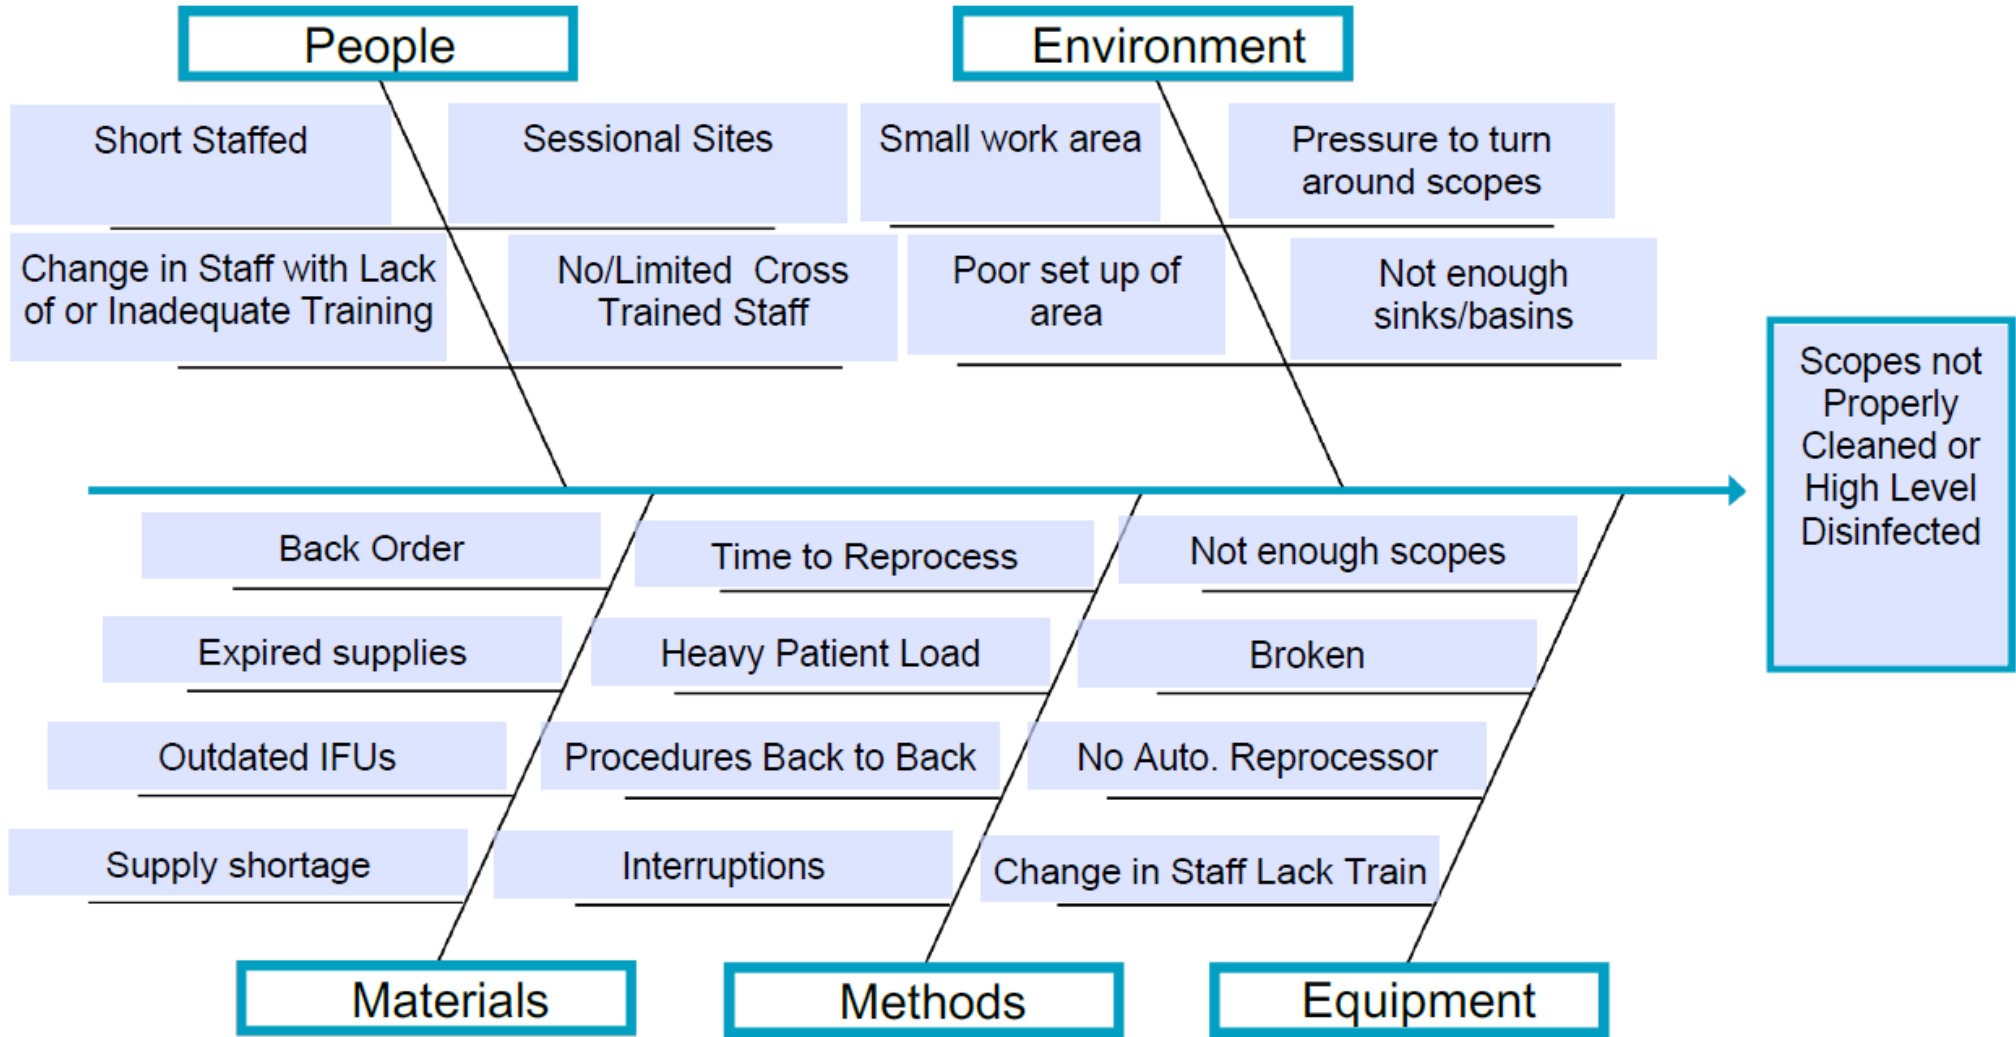 People
Environment
Short Staffed
Sessional Sites
Small work area
Pressure to turn
around scopes
Change in Staff with Lack
of or Inadequate Training
No/Limited Cross
Trained Staff
Poor set up of
area
Not enough
sinks/basins
Scopes not
Properly
Cleaned or
High Level
Disinfected
Back Order
Time to Reprocess
Not enough scopes
Expired supplies
Heavy Patient Load
Broken
Outdated IFUs
Procedures Back to Back
No Auto. Reprocessor
Supply shortage
Interruptions
Change in Staff Lack Train
Materials
Methods
Equipment